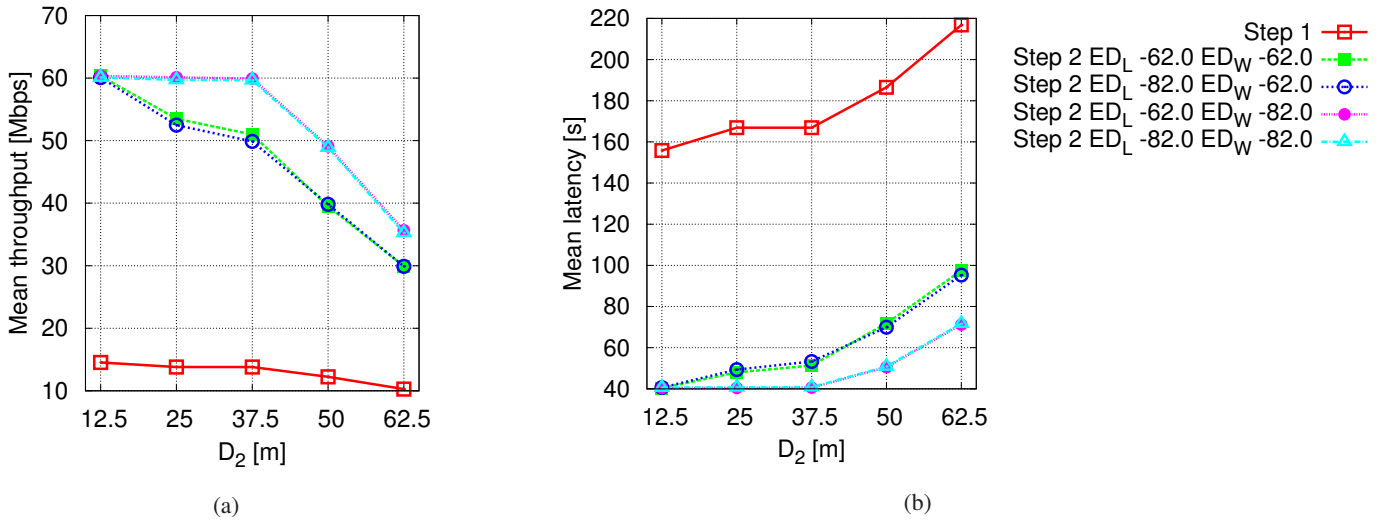 70
60
50
40
30
20
10
12.5 25 37.5 50 62.5
Mean throughput [Mbps]
D2 [m]
(a)
220
200
180
160
140
120
100
80
60
40
12.5 25 37.5 50 62.5
Mean latency [s]
D2 [m]
(b)
Step 1
Step 2 EDL -62.0 EDW -62.0
Step 2 EDL -82.0 EDW -62.0
Step 2 EDL -62.0 EDW -82.0
Step 2 EDL -82.0 EDW -82.0